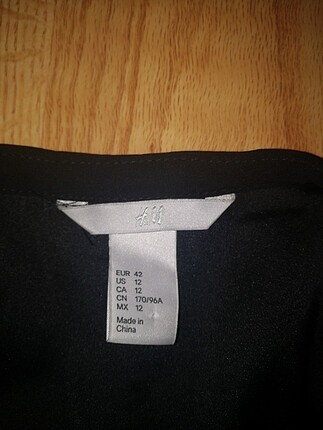 H&M
EUR 42
US 12
CA 12
CN 170/96A
MX 12
Made in
China